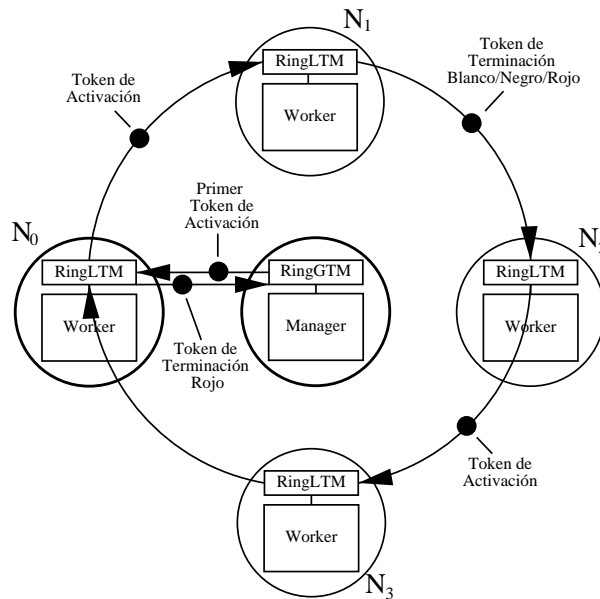 N1
RingLTM
Worker
Token de
Activación
Token de
Terminación
Blanco/Negro/Rojo
Primer
Token de
Activación
N0
RingLTM
Worker
RingGTM
Manager
Token de
Terminación
Rojo
RingLTM
Worker
Token de
Activación
RingLTM
Worker
N3